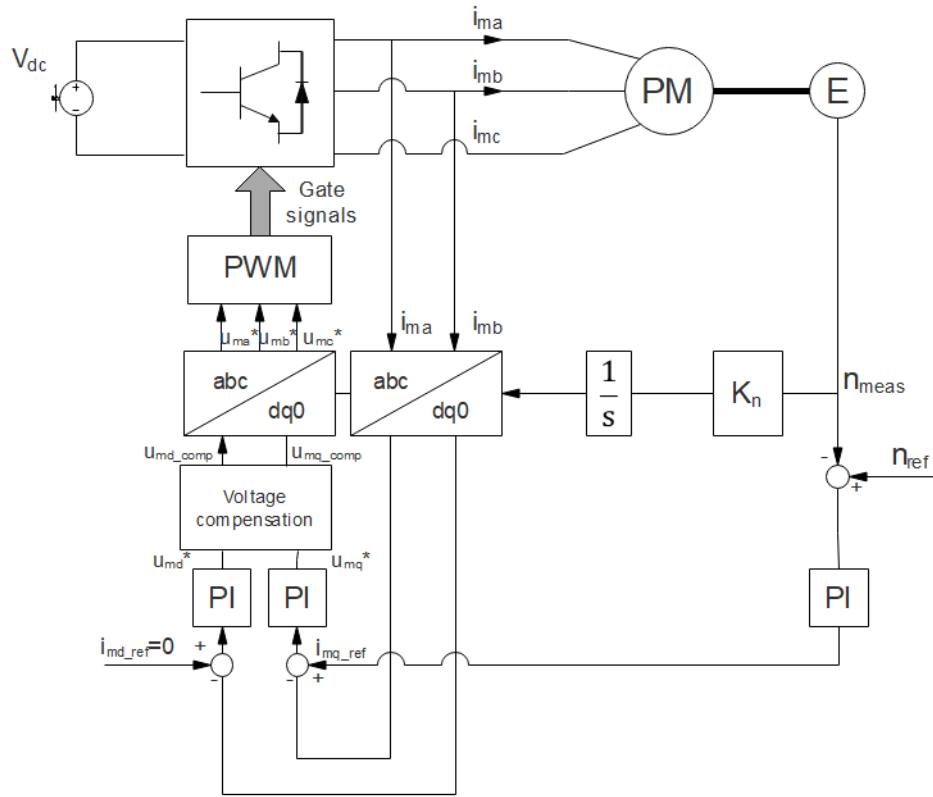 i_ma
V_dc
+
-
i_mb
PM
E
i_mc
Gate
signals
PWM
u_ma* u_mb* u_mc*
i_ma
i_mb
abc
dq0
abc
dq0
1
s
K_n
n_meas
u_md_comp
u_mq_comp
-
n_ref
+
Voltage
compensation
u_md*
u_mq*
PI
PI
PI
i_md_ref=0
+
i_mq_ref
-
-
+